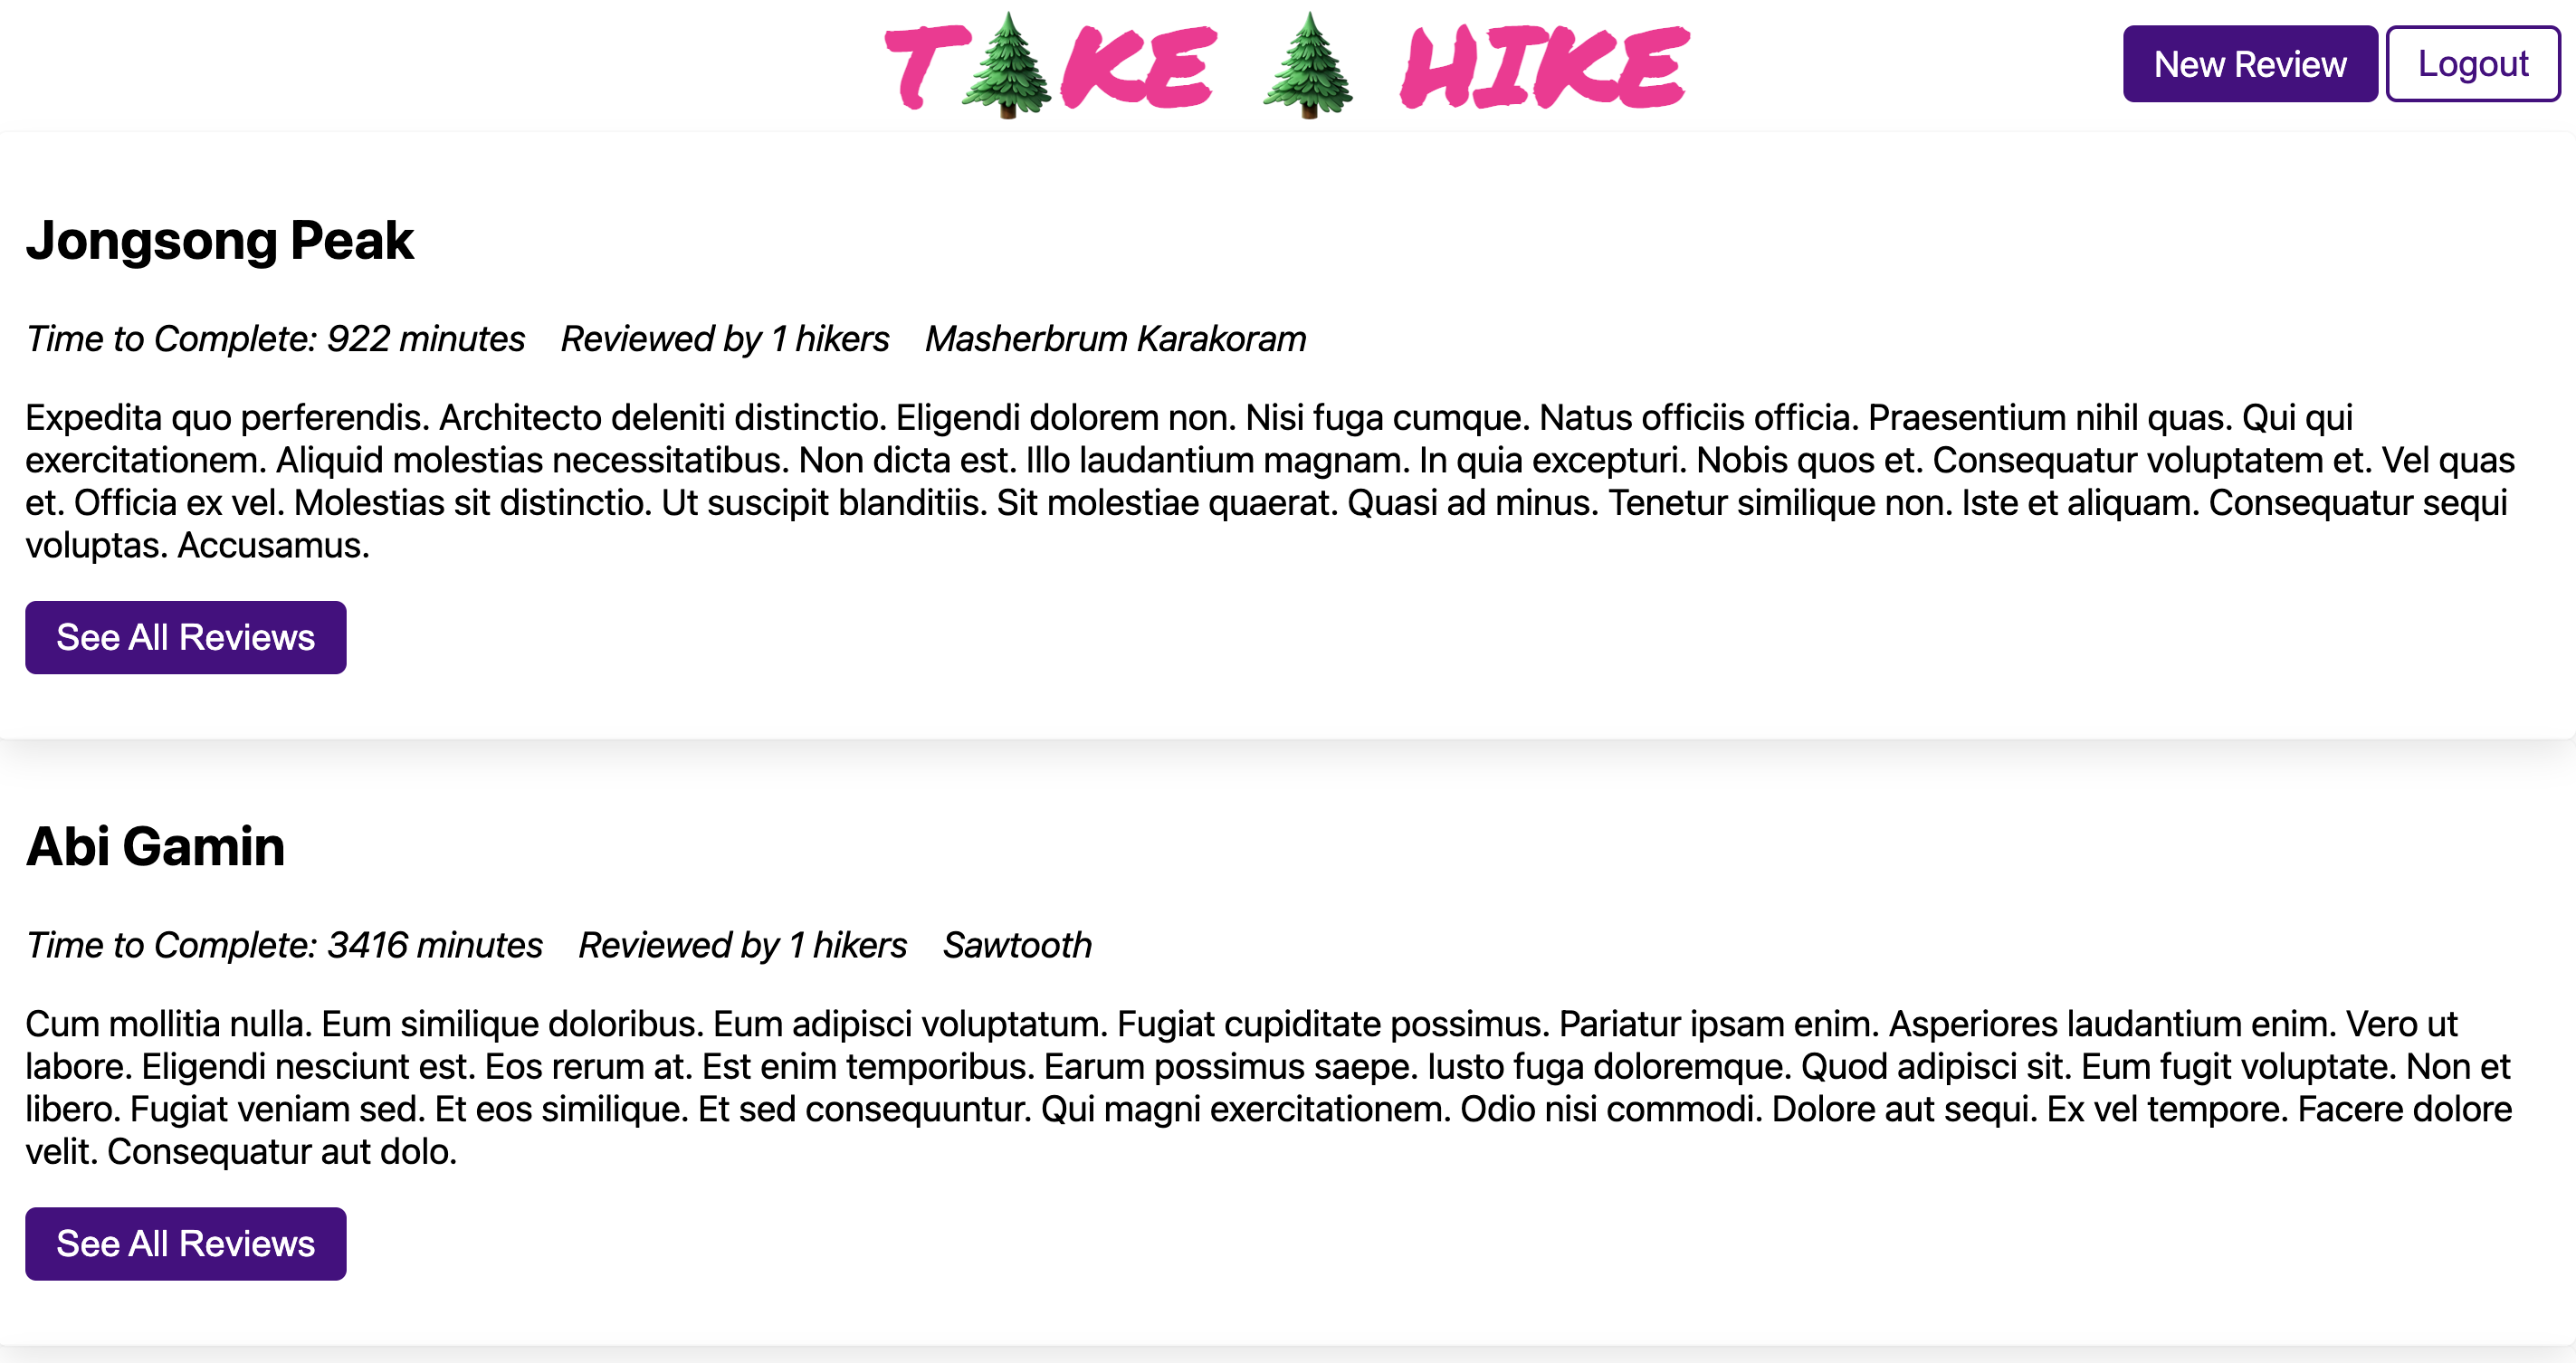 T🌲KE 🌲 HIKE
New Review
Logout
Jongsong Peak
Time to Complete: 922 minutes Reviewed by 1 hikers Masherbrum Karakoram
Expedita quo perferendis. Architecto deleniti distinctio. Eligendi dolorem non. Nisi fuga cumque. Natus officiis officia. Praesentium nihil quas. Qui qui
exercitationem. Aliquid molestias necessitatibus. Non dicta est. Illo laudantium magnam. In quia excepturi. Nobis quos et. Consequatur voluptatem et. Vel quas
et. Officia ex vel. Molestias sit distinctio. Ut suscipit blanditiis. Sit molestiae quaerat. Quasi ad minus. Tenetur similique non. Iste et aliquam. Consequatur sequi
voluptas. Accusamus.
See All Reviews
Abi Gamin
Time to Complete: 3416 minutes Reviewed by 1 hikers Sawtooth
Cum mollitia nulla. Eum similique doloribus. Eum adipisci voluptatum. Fugiat cupiditate possimus. Pariatur ipsam enim. Asperiores laudantium enim. Vero ut
labore. Eligendi nesciunt est. Eos rerum at. Est enim temporibus. Earum possimus saepe. Iusto fuga doloremque. Quod adipisci sit. Eum fugit voluptate. Non et
libero. Fugiat veniam sed. Et eos similique. Et sed consequuntur. Qui magni exercitationem. Odio nisi commodi. Dolore aut sequi. Ex vel tempore. Facere dolore
velit. Consequatur aut dolo.
See All Reviews